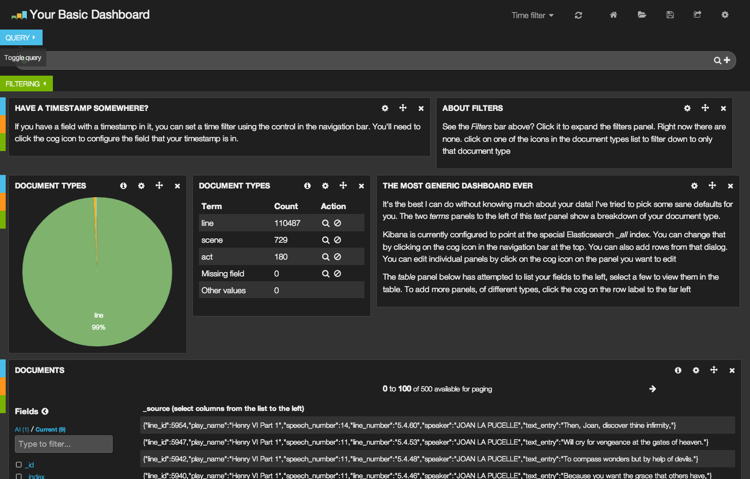 Your Basic Dashboard
Time filter
QUERY
Toggle query
FILTERING
HAVE A TIMESTAMP SOMEWHERE?
If you have a field with a timestamp in it, you can set a time filter using the control in the navigation bar. You'll need to
click the cog icon to configure the field that your timestamp is in.
ABOUT FILTERS
See the Filters bar above? Click it to expand the filters panel. Right now there are
none. click on one of the icons in the document types list to filter down to only
that document type
DOCUMENT TYPES
line
99%
DOCUMENT TYPES
Term Count Action
line 110487
scene 729
act 180
Missing field 0
Other values 0
THE MOST GENERIC DASHBOARD EVER
It's the best I can do without knowing much about your data! I've tried to pick some sane defaults for
you. The two terms panels to the left of this text panel show a breakdown of your document type.
Kibana is currently configured to point at the special Elasticsearch _all index. You can change that
by clicking on the cog icon in the navigation bar at the top. You can also add rows from that dialog.
You can edit individual panels by click on the cog icon on the panel you want to edit
The table panel below has attempted to list your fields to the left, select a few to view them in the
table. To add more panels, of different types, click the cog on the row label to the far left
DOCUMENTS
0 to 100 of 500 available for paging
Fields
All (1) / Current (9)
Type to filter...
_id
_index
_source (select columns from the list to the left)
{"line_id":5954,"play_name":"Henry VI Part 1","speech_number":14,"line_number":"5.4.60","speaker":"JOAN LA PUCELLE","text_entry":"Then, Joan, discover thine infirmity,"}
{"line_id":5947,"play_name":"Henry VI Part 1","speech_number":11,"line_number":"5.4.53","speaker":"JOAN LA PUCELLE","text_entry":"Will cry for vengeance at the gates of heaven."}
{"line_id":5942,"play_name":"Henry VI Part 1","speech_number":11,"line_number":"5.4.48","speaker":"JOAN LA PUCELLE","text_entry":"To compass wonders but by help of devils."}
{"line_id":5940,"play_name":"Henry VI Part 1","speech_number":11,"line_number":"5.4.46","speaker":"JOAN LA PUCELLE","text_entry":"Because you want the grace that others have,"}